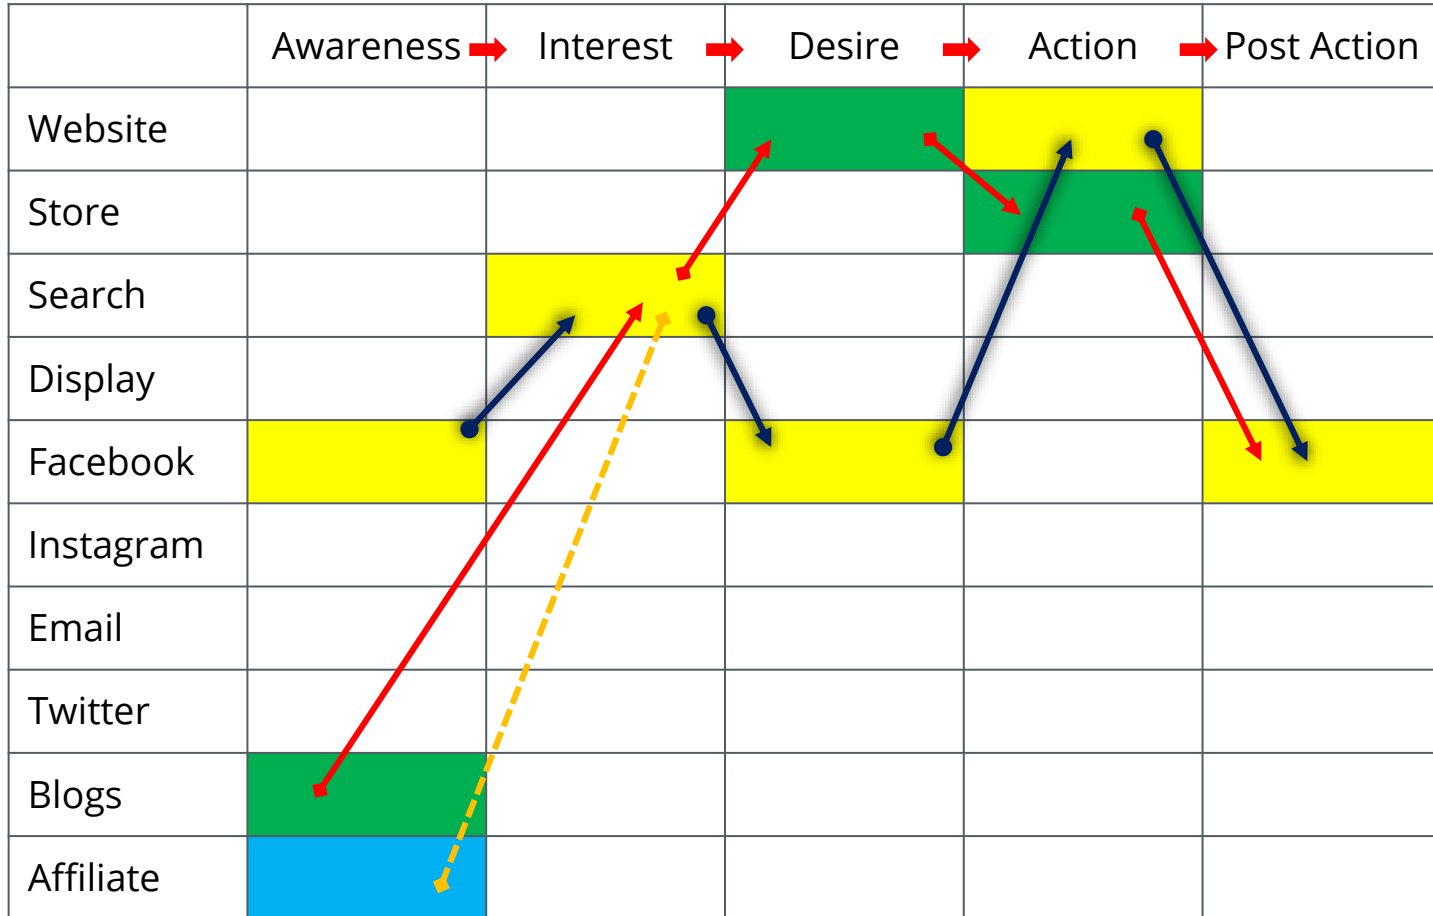 Awareness Interest Desire Action Post Action
Website
Store
Search
Display
Facebook
Instagram
Email
Twitter
Blogs
Affiliate